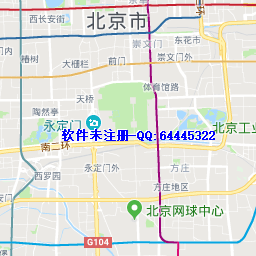 西长安街
北京市
崇文门
东花市
大栅栏
前门
崇文门外
体育馆路
天桥
陶然亭
永定门
北京工业
软件未注册-QQ:64445322
南二环
永定门外
方庄
西罗园
方庄地区
北京网球中心
G104